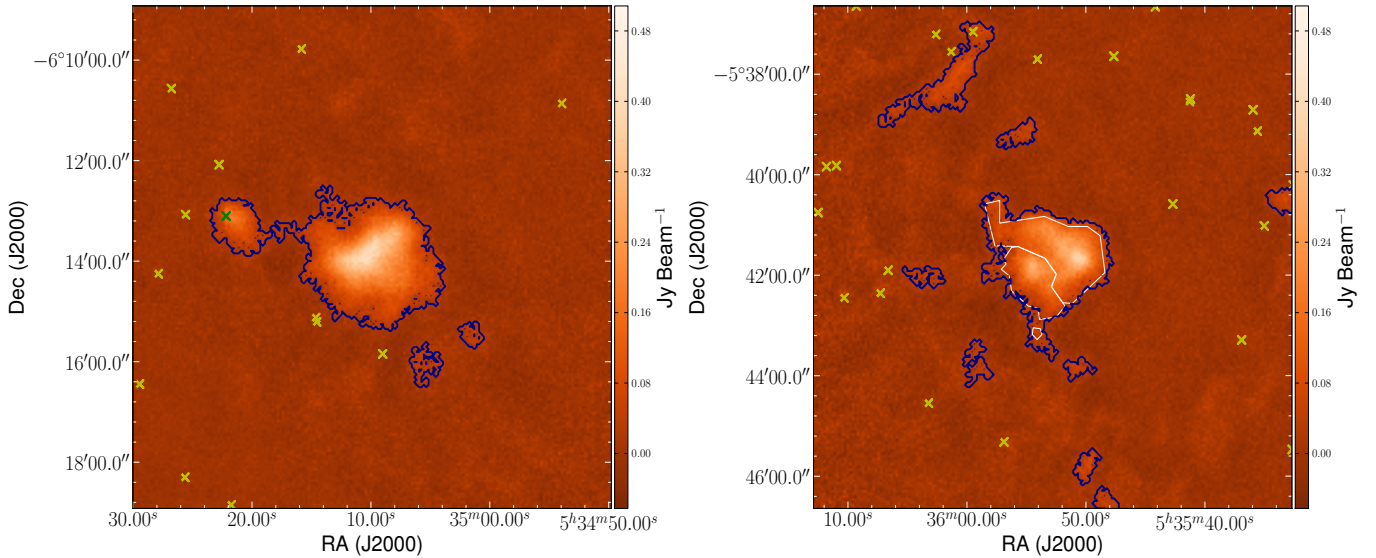 −6°10′00.0″
12′00.0″
14′00.0″
16′00.0″
18′00.0″
Dec (J2000)
30.00ˢ
20.00ˢ
10.00ˢ
35ᵐ00.00ˢ
5ʰ34ᵐ50.00ˢ
RA (J2000)
0.48
0.40
0.32
0.24
0.16
0.08
0.00
Jy Beam⁻¹
−5°38′00.0″
40′00.0″
42′00.0″
44′00.0″
46′00.0″
Dec (J2000)
10.00ˢ
36ᵐ00.00ˢ
50.00ˢ
5ʰ35ᵐ40.00ˢ
RA (J2000)
0.48
0.40
0.32
0.24
0.16
0.08
0.00
Jy Beam⁻¹